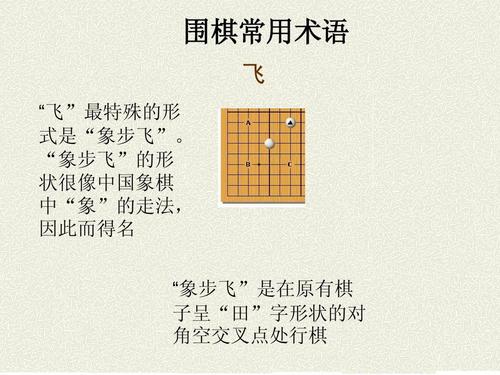 围棋常用术语
飞
“飞”最特殊的形
式是“象步飞”。
“象步飞”的形
状很像中国象棋
中“象”的走法，
因此而得名
A
B C
“象步飞”是在原有棋
子呈“田”字形状的对
角空交叉点处行棋